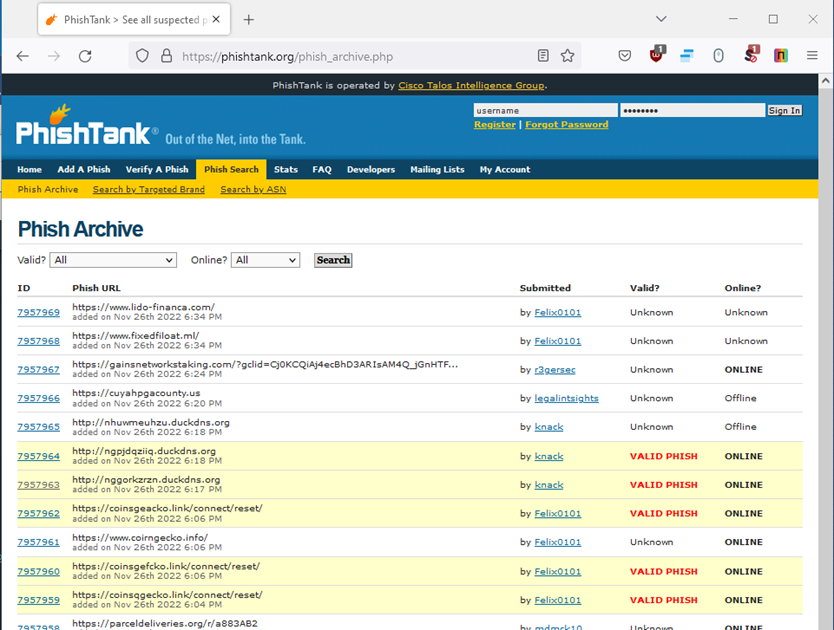 PhishTank > See all suspected p
https://phishtank.org/phish_archive.php
1
1
PhishTank is operated by Cisco Talos Intelligence Group.
PhishTank® Out of the Net, into the Tank.
username •••••••• Sign In
Register | Forgot Password
Home Add A Phish Verify A Phish Phish Search Stats FAQ Developers Mailing Lists My Account
Phish Archive Search by Targeted Brand Search by ASN
Phish Archive
Valid? All Online? All Search
ID Phish URL Submitted Valid? Online?
7957969 https://www.lido-financa.com/ by Felix0101 Unknown Unknown
added on Nov 26th 2022 6:34 PM
7957968 https://www.fixedfiloat.ml/ by Felix0101 Unknown Unknown
added on Nov 26th 2022 6:34 PM
7957967 https://gainsnetworkstaking.com/?gclid=Cj0KCQiAj4ecBhD3ARIsAM4Q_jGnHTF... by r3gersec Unknown ONLINE
added on Nov 26th 2022 6:24 PM
7957966 https://cuyahpgacounty.us by legalintsights Unknown Offline
added on Nov 26th 2022 6:20 PM
7957965 http://nhuwmeuhzu.duckdns.org by knack Unknown Offline
added on Nov 26th 2022 6:18 PM
7957964 http://ngpjdqziiq.duckdns.org by knack VALID PHISH ONLINE
added on Nov 26th 2022 6:18 PM
7957963 http://nggorkzrzn.duckdns.org by knack VALID PHISH ONLINE
added on Nov 26th 2022 6:17 PM
7957962 https://coinsgeacko.link/connect/reset/ by Felix0101 VALID PHISH ONLINE
added on Nov 26th 2022 6:06 PM
7957961 https://www.coirngecko.info/ by Felix0101 Unknown ONLINE
added on Nov 26th 2022 6:06 PM
7957960 https://coinsgefcko.link/connect/reset/ by Felix0101 VALID PHISH ONLINE
added on Nov 26th 2022 6:06 PM
7957959 https://coinsqgecko.link/connect/reset/ by Felix0101 VALID PHISH ONLINE
added on Nov 26th 2022 6:04 PM
7957958 https://parceldeliveries.org/r/a883AB2 by mdmck10 Unknown ONLINE